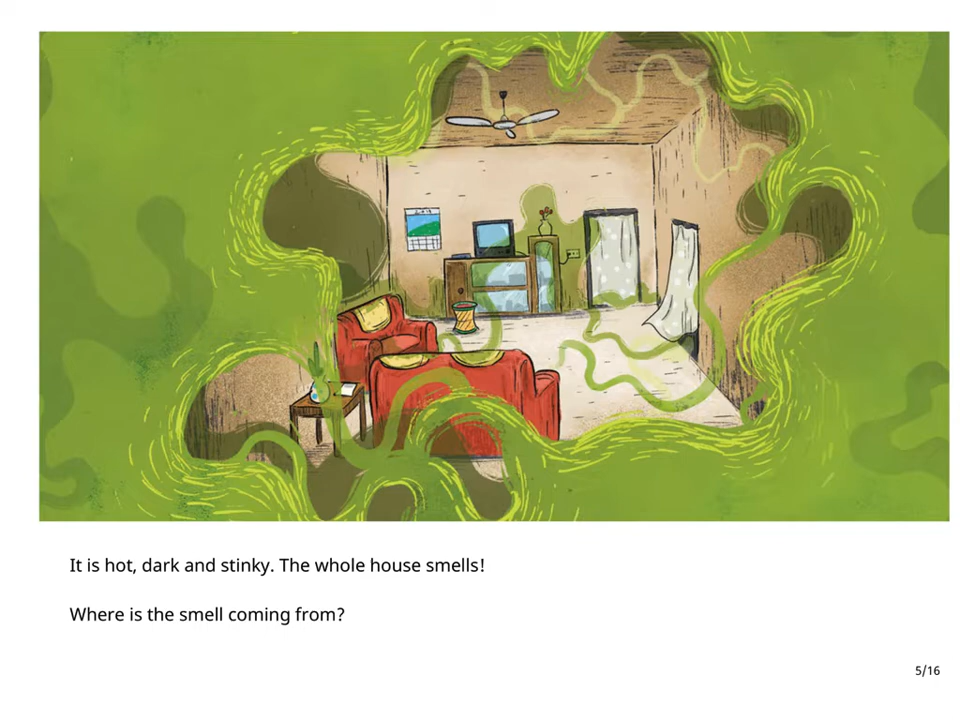 It is hot, dark and stinky. The whole house smells!
Where is the smell coming from?
5/16